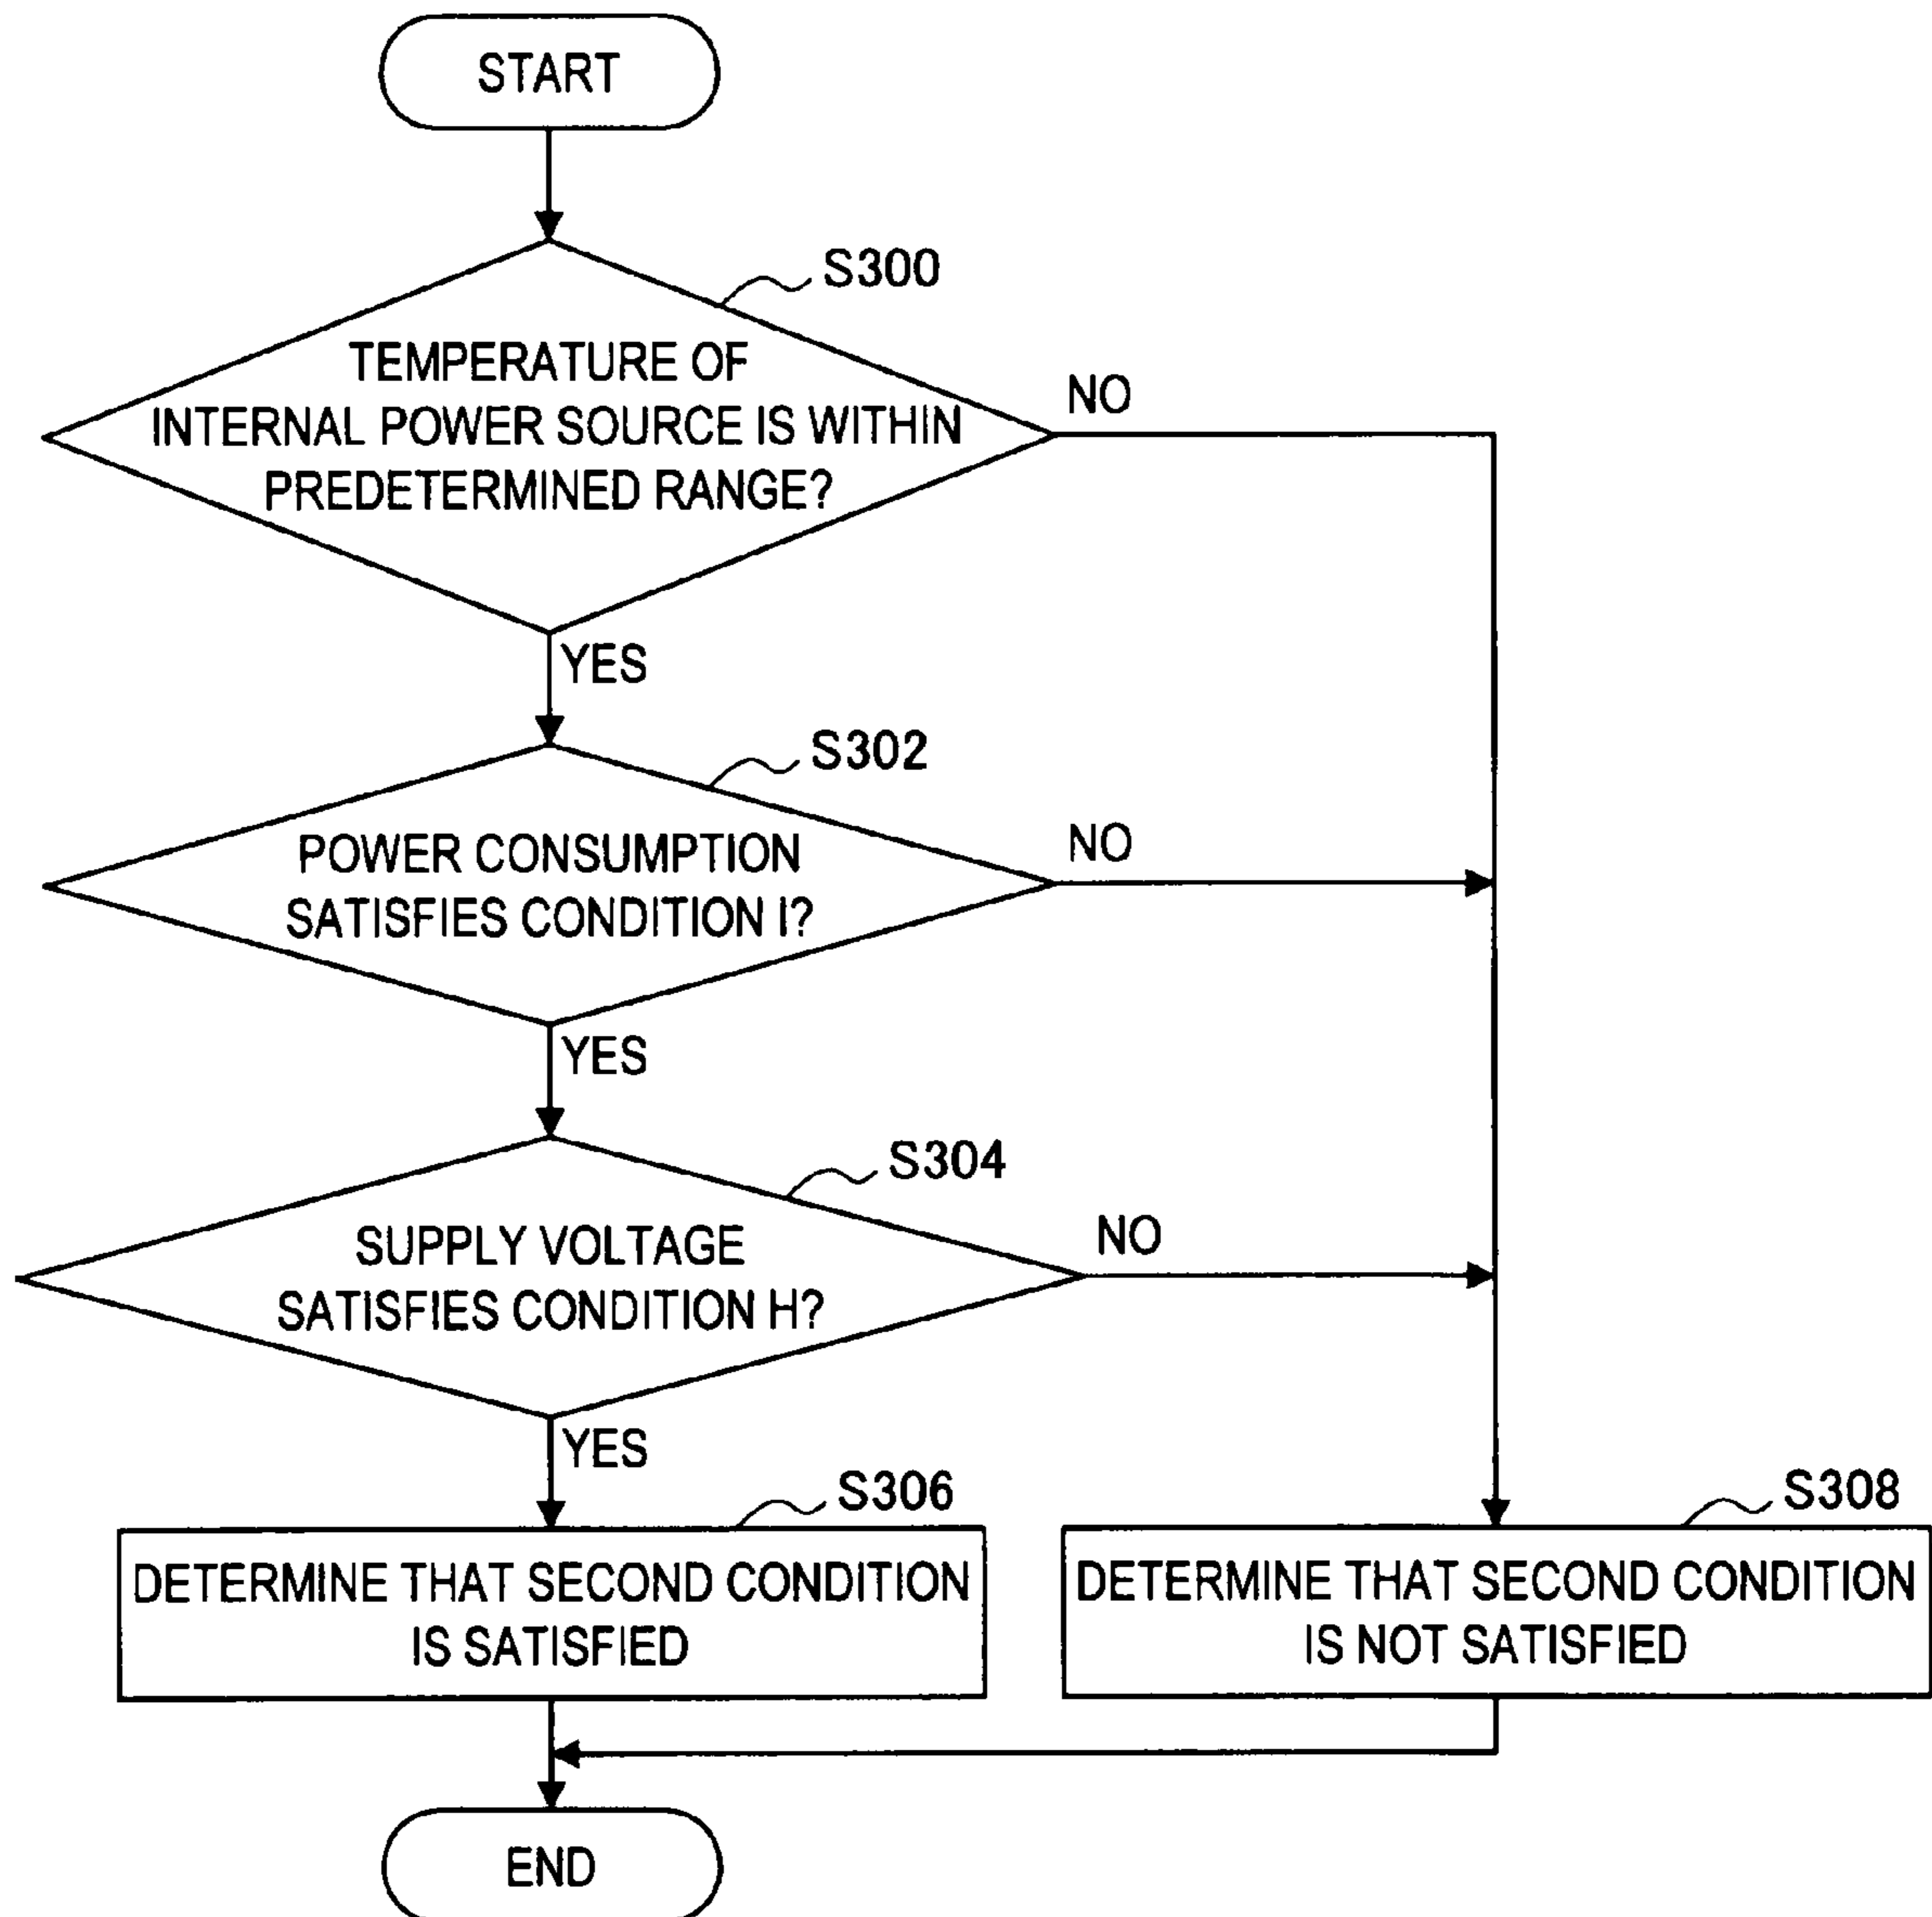 START
S300
TEMPERATURE OF
INTERNAL POWER SOURCE IS WITHIN
PREDETERMINED RANGE?
NO
YES
S302
POWER CONSUMPTION
SATISFIES CONDITION I?
NO
YES
S304
SUPPLY VOLTAGE
SATISFIES CONDITION H?
NO
YES
S306
DETERMINE THAT SECOND CONDITION
IS SATISFIED
S308
DETERMINE THAT SECOND CONDITION
IS NOT SATISFIED
END